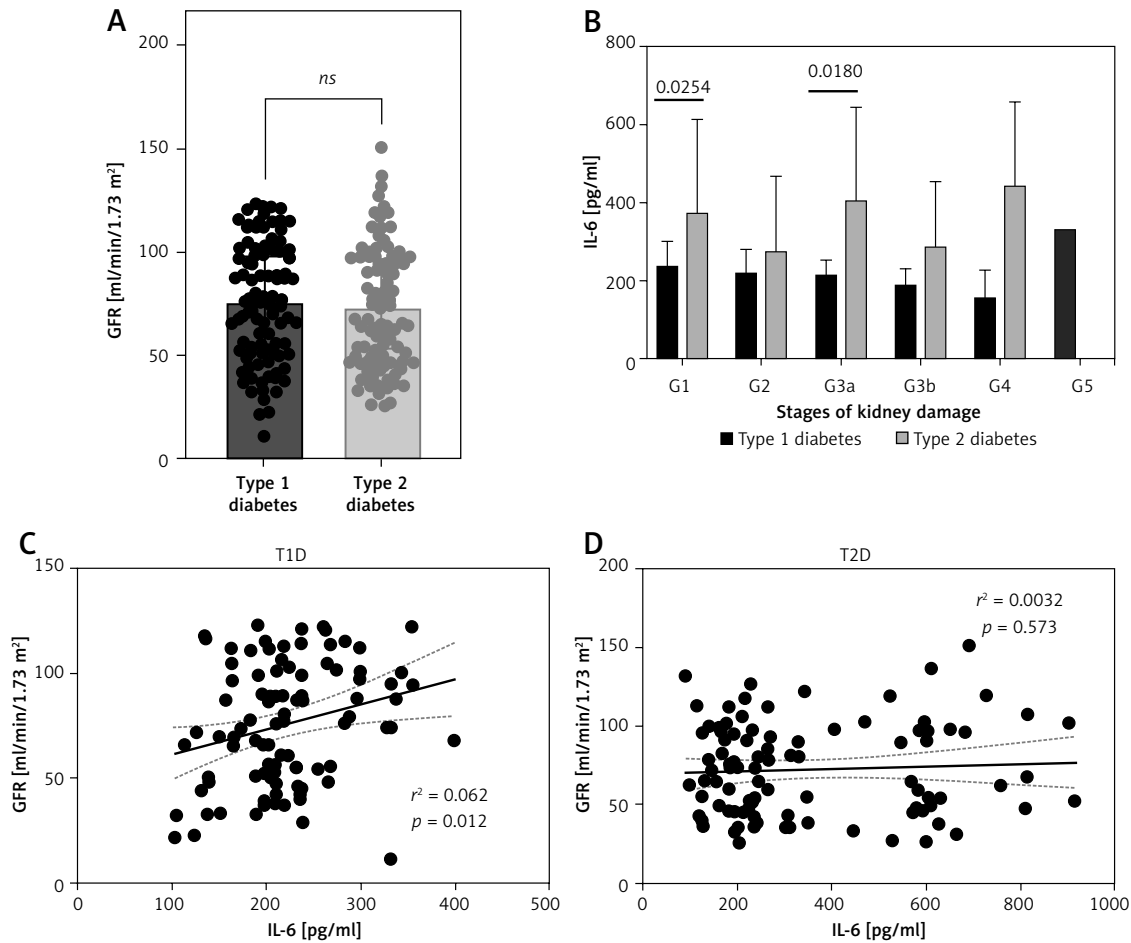 A
200
150
100
50
0
GFR [ml/min/1.73 m²]
ns
Type 1
diabetes
Type 2
diabetes
B
800
600
400
200
0
IL-6 [pg/ml]
0.0254
0.0180
G1 G2 G3a G3b G4 G5
Stages of kidney damage
Type 1 diabetes Type 2 diabetes
C
T1D
150
100
50
0
GFR [ml/min/1.73 m²]
r² = 0.062
p = 0.012
0 100 200 300 400 500
IL-6 [pg/ml]
D
T2D
200
150
100
50
0
GFR [ml/min/1.73 m²]
r² = 0.0032
p = 0.573
0 200 400 600 800 1000
IL-6 [pg/ml]